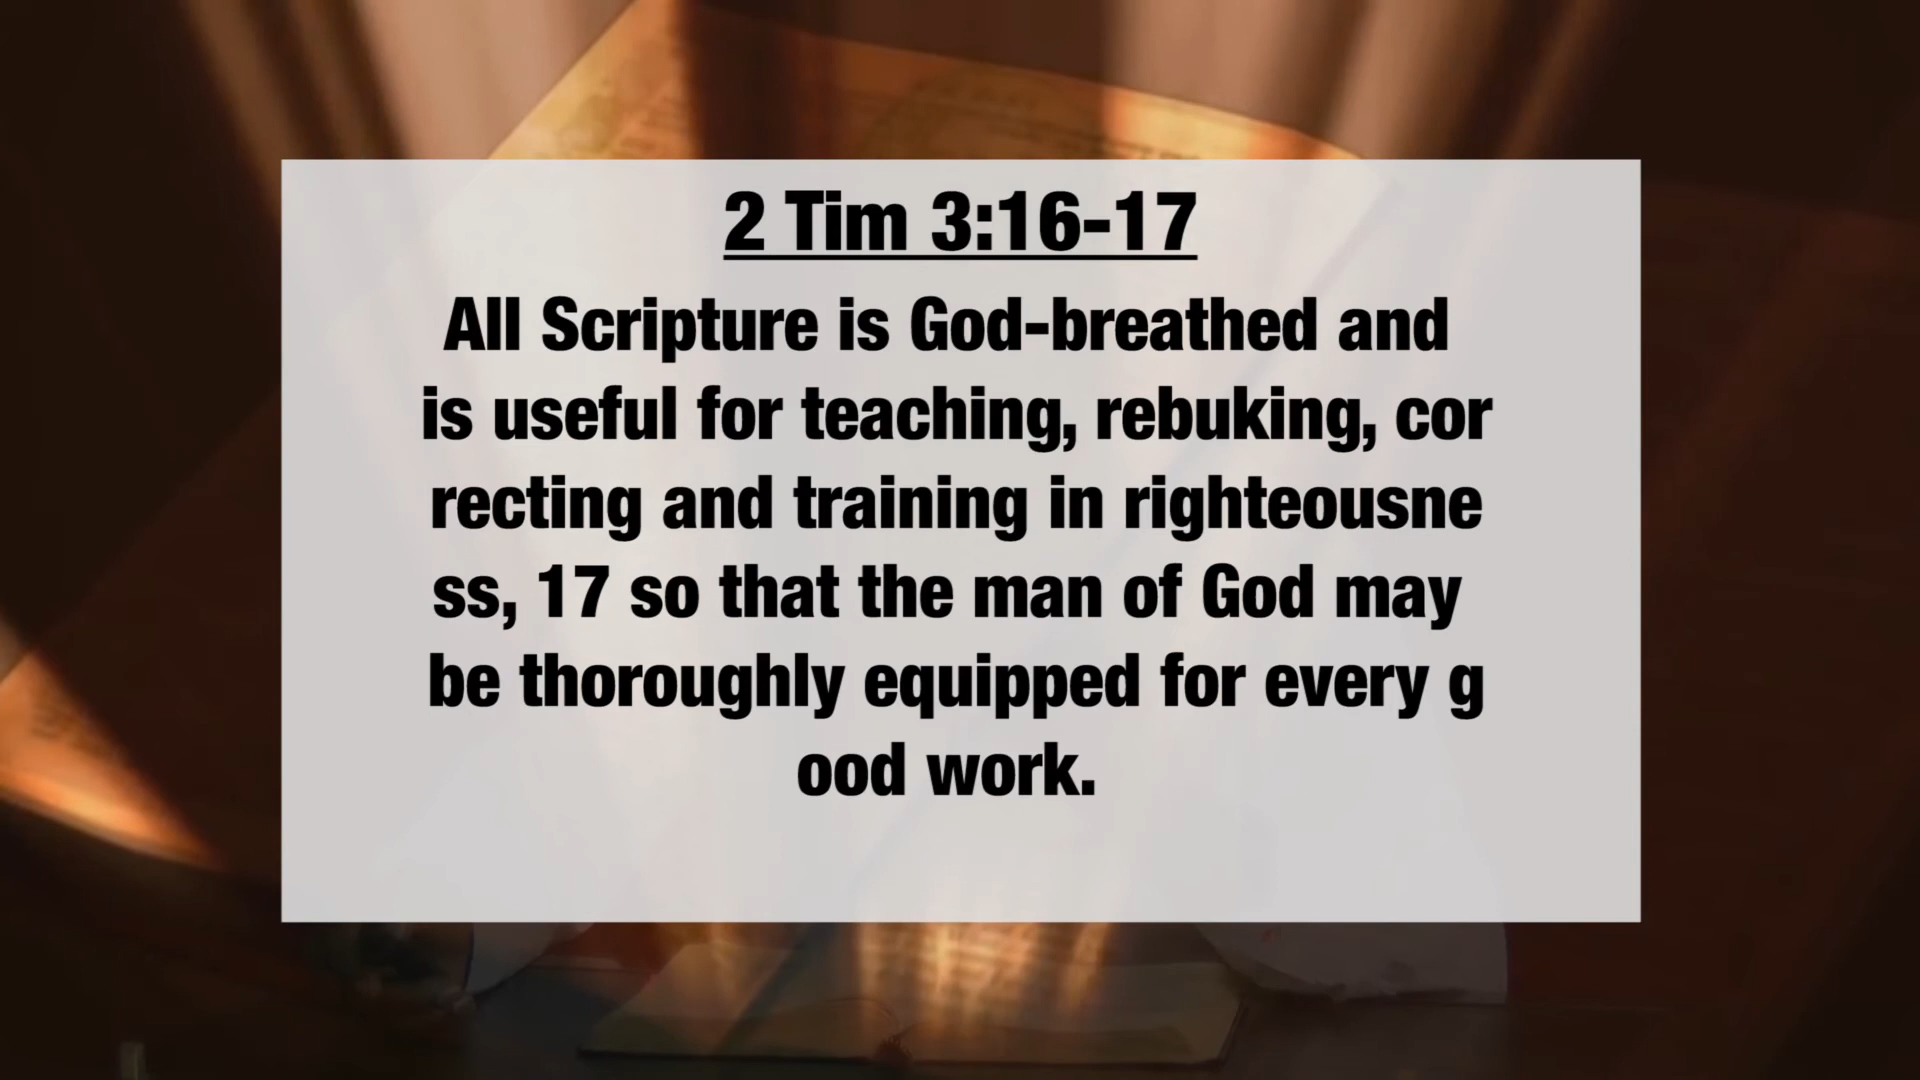 2 Tim 3:16-17
All Scripture is God-breathed and
is useful for teaching, rebuking, cor
recting and training in righteousne
ss, 17 so that the man of God may
be thoroughly equipped for every g
ood work.